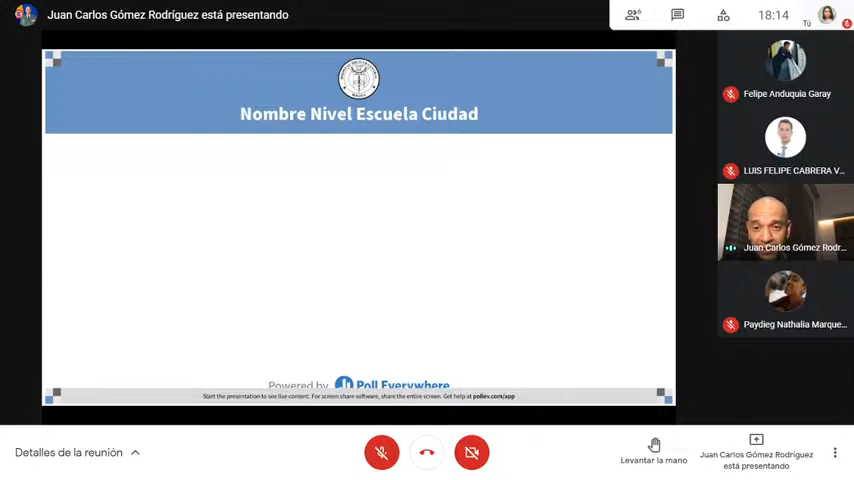 Juan Carlos Gómez Rodríguez está presentando
6
18:14
Tú
Nombre Nivel Escuela Ciudad
Felipe Anduquia Garay
LUIS FELIPE CABRERA V...
Juan Carlos Gómez Rodr...
Paydieg Nathalia Marque...
Powered by Poll Everywhere
Start the presentation to see live content. For screen share software, share the entire screen. Get help at pollev.com/app
Detalles de la reunión
Levantar la mano
Juan Carlos Gómez Rodríguez
está presentando